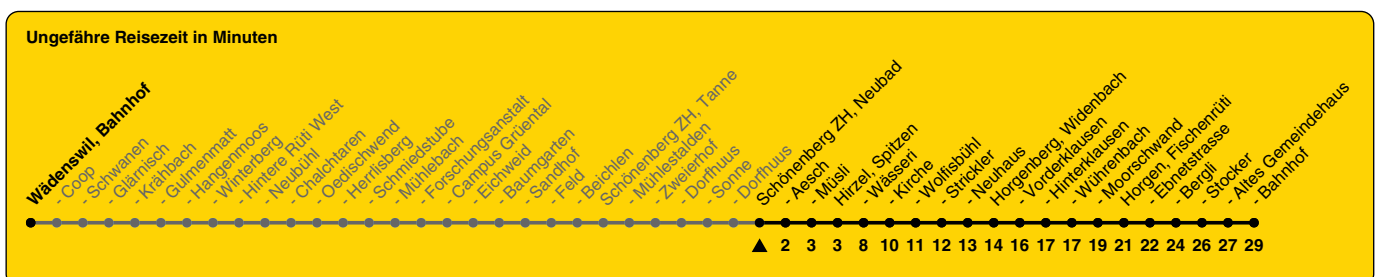 Ungefähre Reisezeit in Minuten
Wädenswil, Bahnhof
- Coop
- Schwanen
- Glärnisch
- Krähbach
- Gulmenmatt
- Hangenmoos
- Winterberg
- Hintere Rüti West
- Neubühl
- Chalchtaren
- Oedischwend
- Herrlisberg
- Schmiedstube
- Mühlebach
- Forschungsanstalt
- Campus Grüental
- Eichweid
- Baumgarten
- Sandhof
- Feld
- Beichlen
Schönenberg ZH, Tanne
- Mühlestalden
- Zweierhof
- Dorfhuus
- Sonne
- Dorfhuus
Schönenberg ZH, Neubad
- Aesch
- Müsli
Hirzel, Spitzen
- Wässeri
- Kirche
- Wolfisbühl
- Strickler
- Neuhaus
Horgenberg, Widenbach
- Vorderklausen
- Hinterklausen
- Wührenbach
- Moorschwand
Horgen, Fischenrüti
- Ebnetstrasse
- Bergli
- Stocker
- Altes Gemeindehaus
- Bahnhof
2 3 3 8 10 11 12 13 14 16 17 17 19 21 22 24 26 27 29